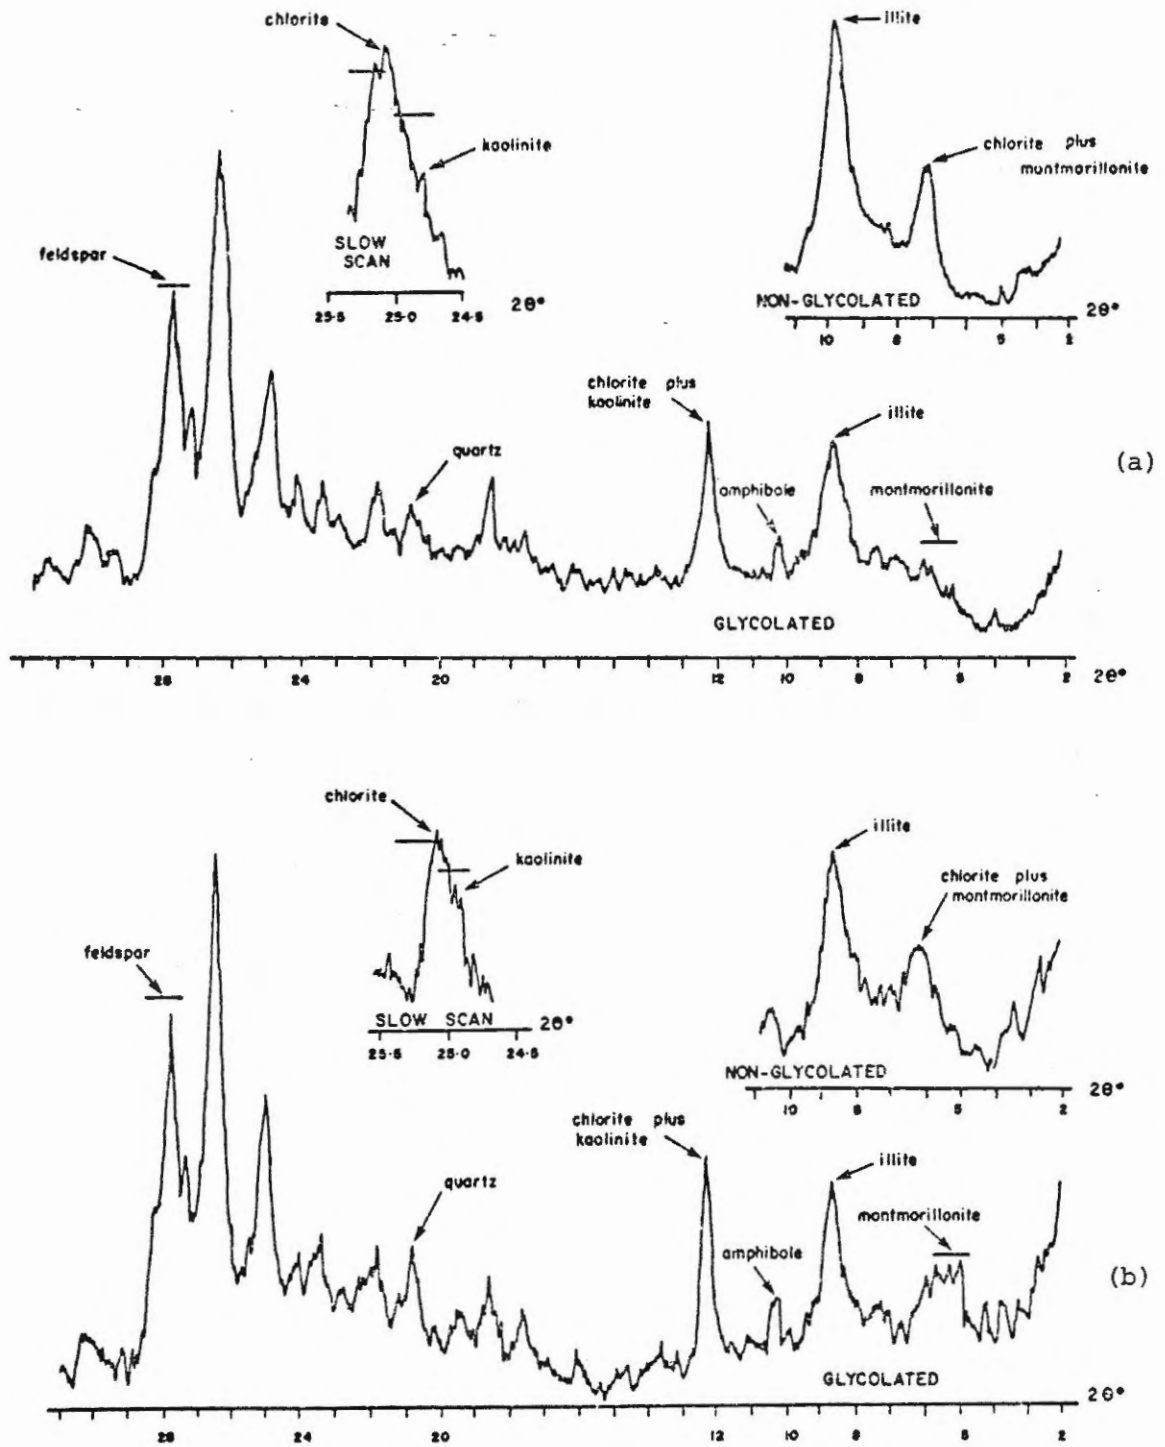 chlorite
kaolinite
SLOW
SCAN
25·5 25·0 24·5 2θ°
illite
chlorite plus
montmorillonite
NON-GLYCOLATED
2θ°
10 8 5 2
feldspar
quartz
chlorite plus
kaolinite
amphibole
illite
montmorillonite
(a)
GLYCOLATED
28 24 20 12 10 8 5 2 2θ°
chlorite
kaolinite
SLOW SCAN 2θ°
25·5 25·0 24·5
illite
chlorite plus
montmorillonite
NON-GLYCOLATED
2θ°
10 8 5 2
feldspar
quartz
chlorite plus
kaolinite
amphibole
illite
montmorillonite
(b)
GLYCOLATED
2θ°
28 24 20 12 10 8 5 2